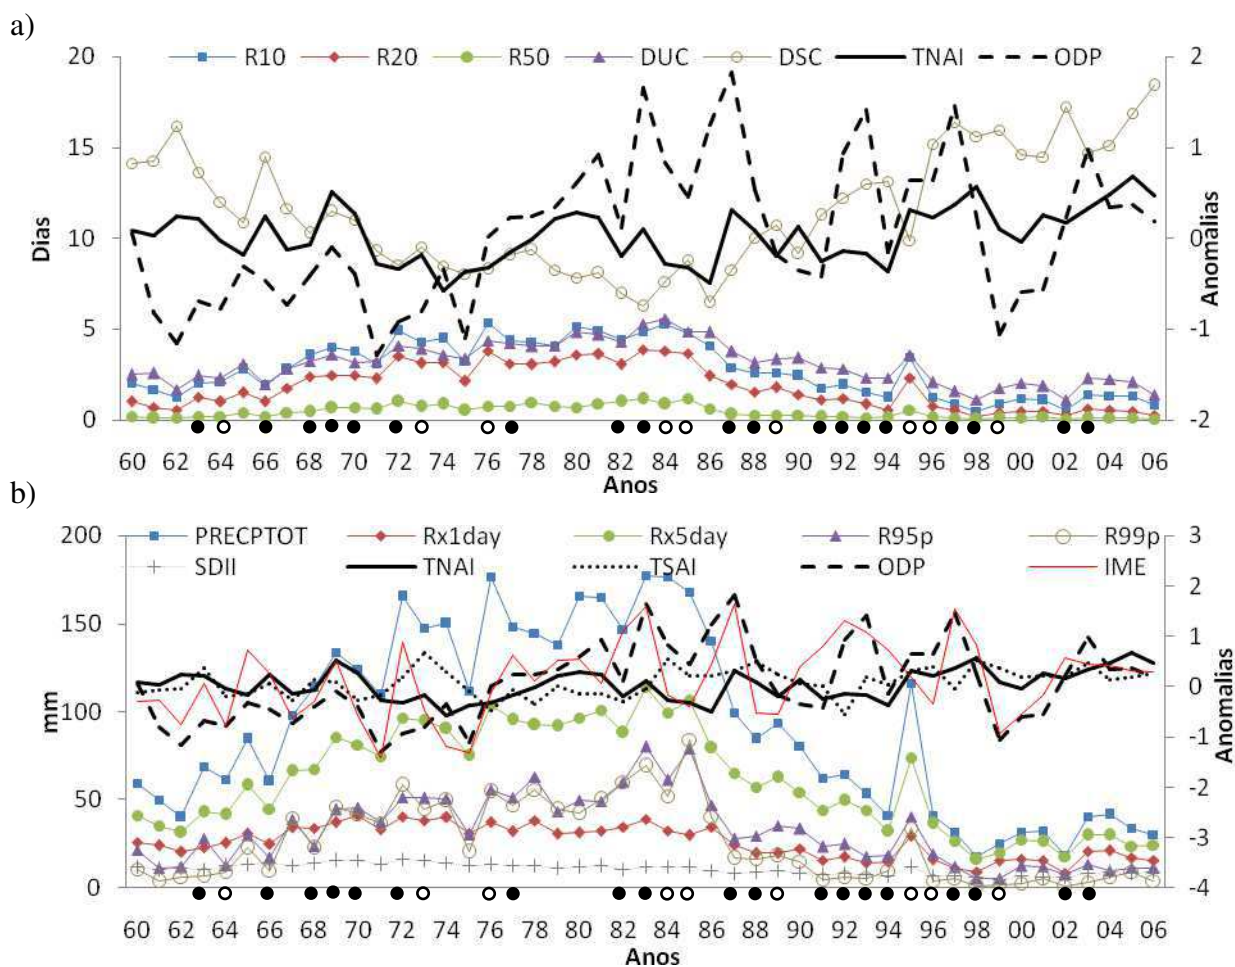 a)
R10 R20 R50 DUC DSC TNAI ODP
20 2
15 1
10 0
5 -1
0 -2
Dias
Anomalias
60 62 64 66 68 70 72 74 76 78 80 82 84 86 88 90 92 94 96 98 00 02 04 06
Anos
b)
PRECPTOT Rx1day Rx5day R95p R99p
SDII TNAI TSAI ODP IME
200 3
2
150 1
0
100 -1
50 -2
-3
0 -4
mm
Anomalias
60 62 64 66 68 70 72 74 76 78 80 82 84 86 88 90 92 94 96 98 00 02 04 06
Anos